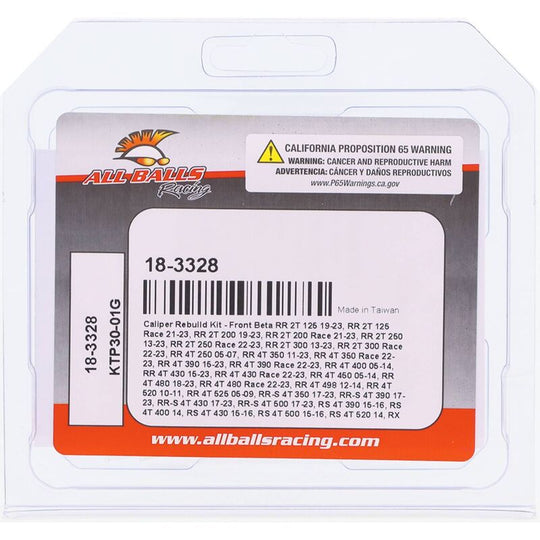 ALL BALLS
Racing
CALIFORNIA PROPOSITION 65 WARNING
WARNING: CANCER AND REPRODUCTIVE HARM
ADVERTENCIA: CÁNCER Y DAÑOS REPRODUCTIVOS
www.P65Warnings.ca.gov
18-3328
KTP30-01G
18-3328
Made in Taiwan
Caliper Rebuild Kit - Front Beta RR 2T 125 19-23, RR 2T 125
Race 21-23, RR 2T 200 19-23, RR 2T 200 Race 21-23, RR 2T 250
13-23, RR 2T 250 Race 22-23, RR 2T 300 13-23, RR 2T 300 Race
22-23, RR 4T 250 05-07, RR 4T 350 11-23, RR 4T 350 Race 22-
23, RR 4T 390 15-23, RR 4T 390 Race 22-23, RR 4T 400 05-14,
RR 4T 430 15-23, RR 4T 430 Race 22-23, RR 4T 450 05-14, RR
4T 480 18-23, RR 4T 480 Race 22-23, RR 4T 498 12-14, RR 4T
520 10-11, RR 4T 525 05-09, RR-S 4T 350 17-23, RR-S 4T 390 17-
23, RR-S 4T 430 17-23, RR-S 4T 500 17-23, RS 4T 390 15-16, RS
4T 400 14, RS 4T 430 15-16, RS 4T 500 15-16, RS 4T 520 14, RX
www.allballsracing.com